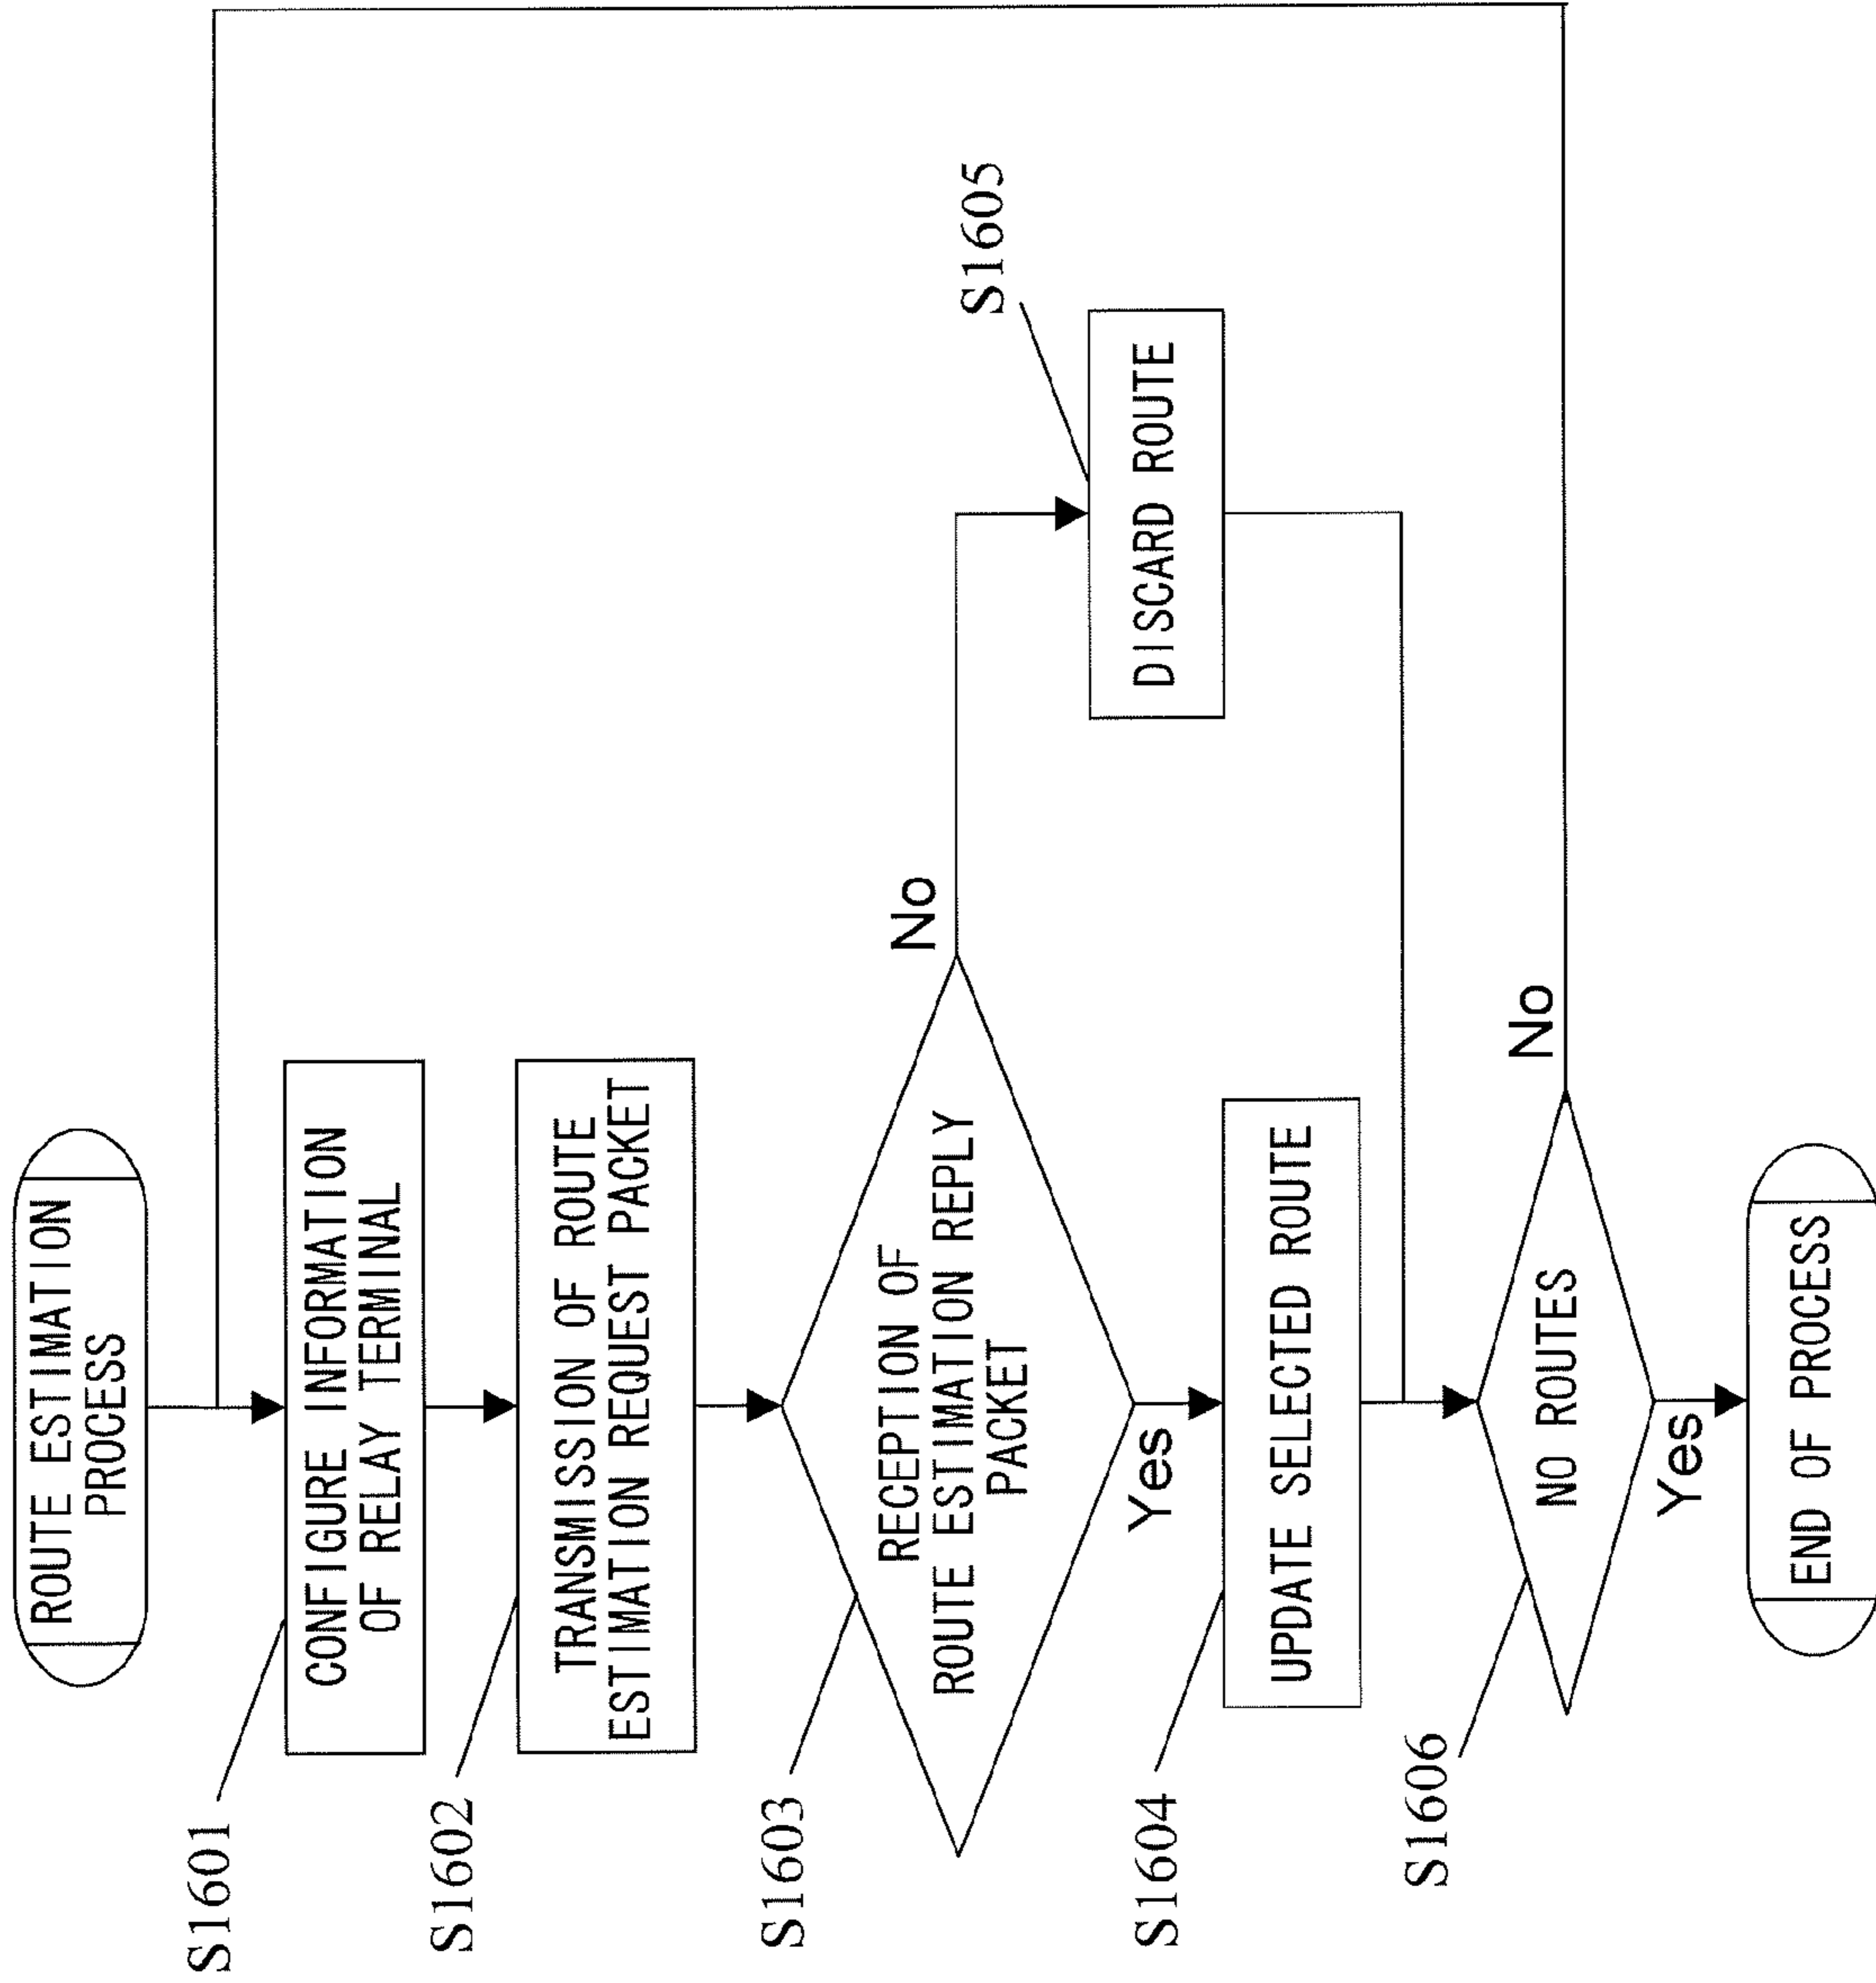 ROUTE ESTIMATION
PROCESS
S1601
CONFIGURE INFORMATION
OF RELAY TERMINAL
S1602
TRANSMISSION OF ROUTE
ESTIMATION REQUEST PACKET
S1603
RECEPTION OF
ROUTE ESTIMATION REPLY
PACKET
No
Yes
S1605
DISCARD ROUTE
S1604
UPDATE SELECTED ROUTE
S1606
NO ROUTES
No
Yes
END OF PROCESS